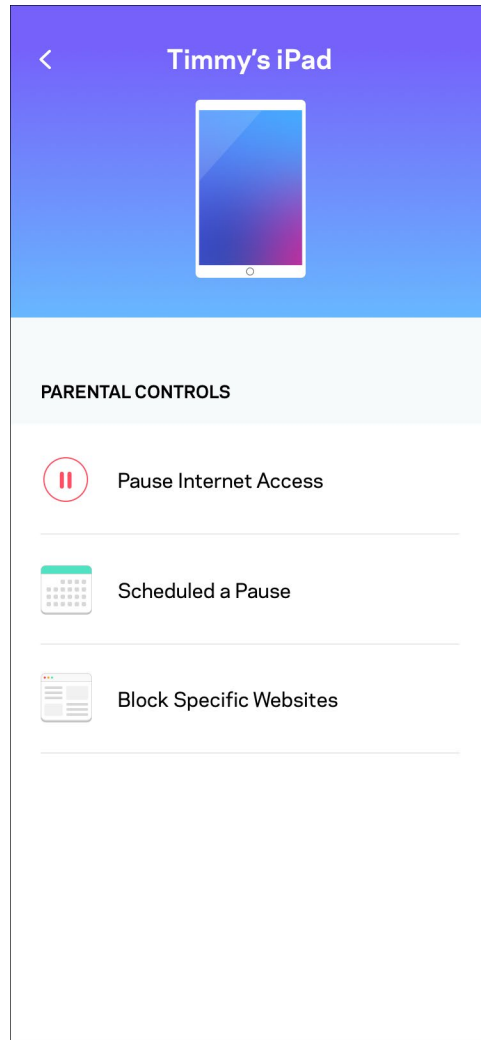 Timmy’s iPad
PARENTAL CONTROLS
Pause Internet Access
Scheduled a Pause
Block Specific Websites